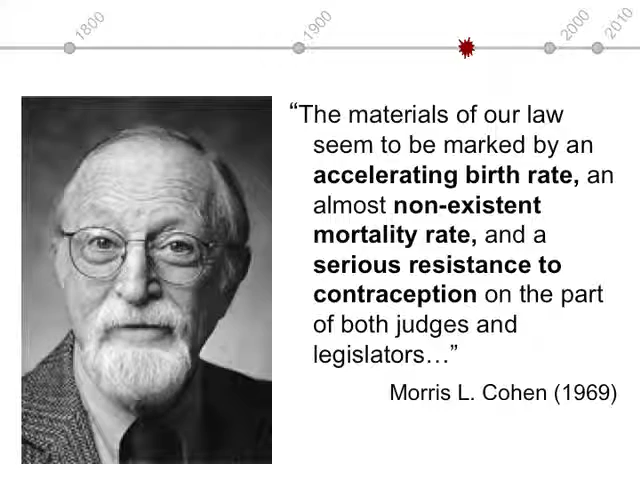 1800
1900
2000
2010
“The materials of our law
seem to be marked by an
accelerating birth rate, an
almost non-existent
mortality rate, and a
serious resistance to
contraception on the part
of both judges and
legislators…”
Morris L. Cohen (1969)